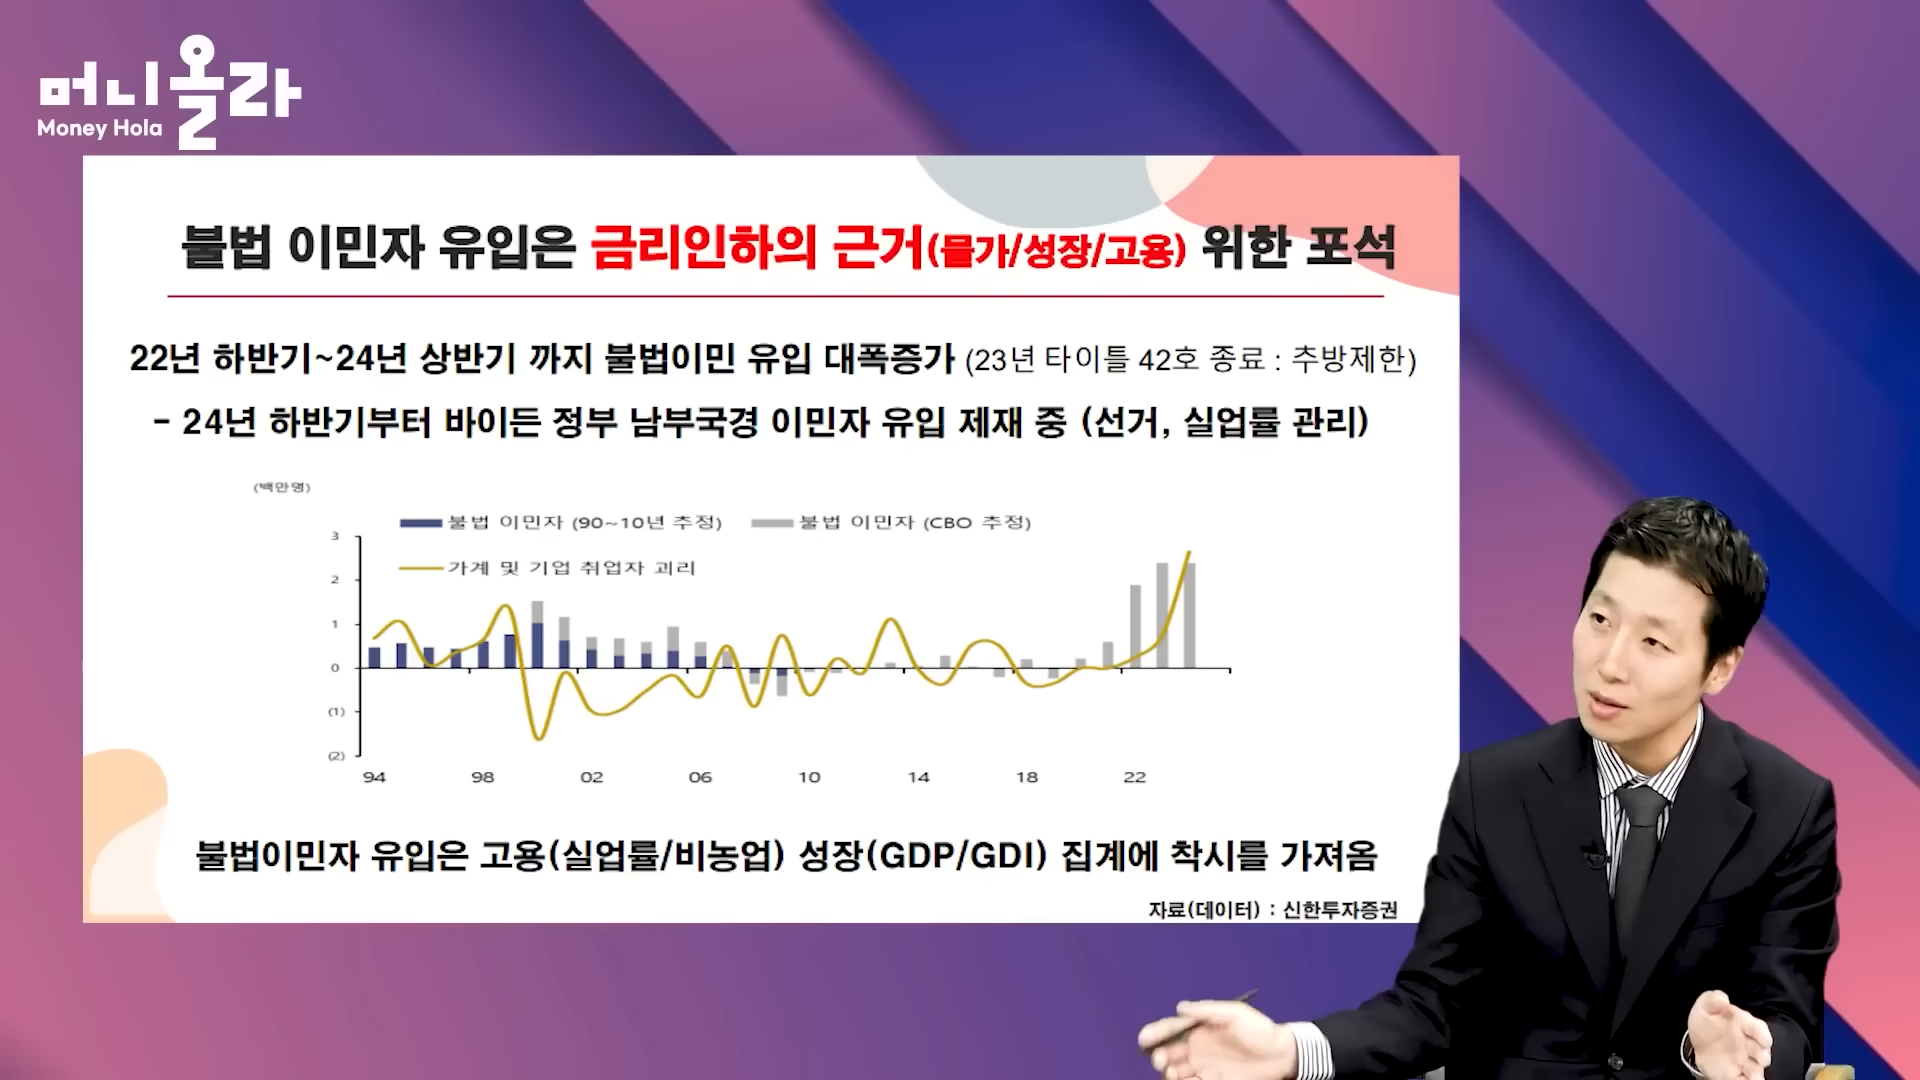 머니올라
Money Hola
불법 이민자 유입은 금리인하의 근거(물가/성장/고용) 위한 포석
22년 하반기~24년 상반기 까지 불법이민 유입 대폭증가 (23년 타이틀 42호 종료 : 추방제한)
- 24년 하반기부터 바이든 정부 남부국경 이민자 유입 제재 중 (선거, 실업률 관리)
(백만명)
불법 이민자 (90~10년 추정) 불법 이민자 (CBO 추정)
가계 및 기업 취업자 괴리
3
2
1
0
(1)
(2)
94 98 02 06 10 14 18 22
불법이민자 유입은 고용(실업률/비농업) 성장(GDP/GDI) 집계에 착시를 가져옴
자료(데이터) : 신한투자증권